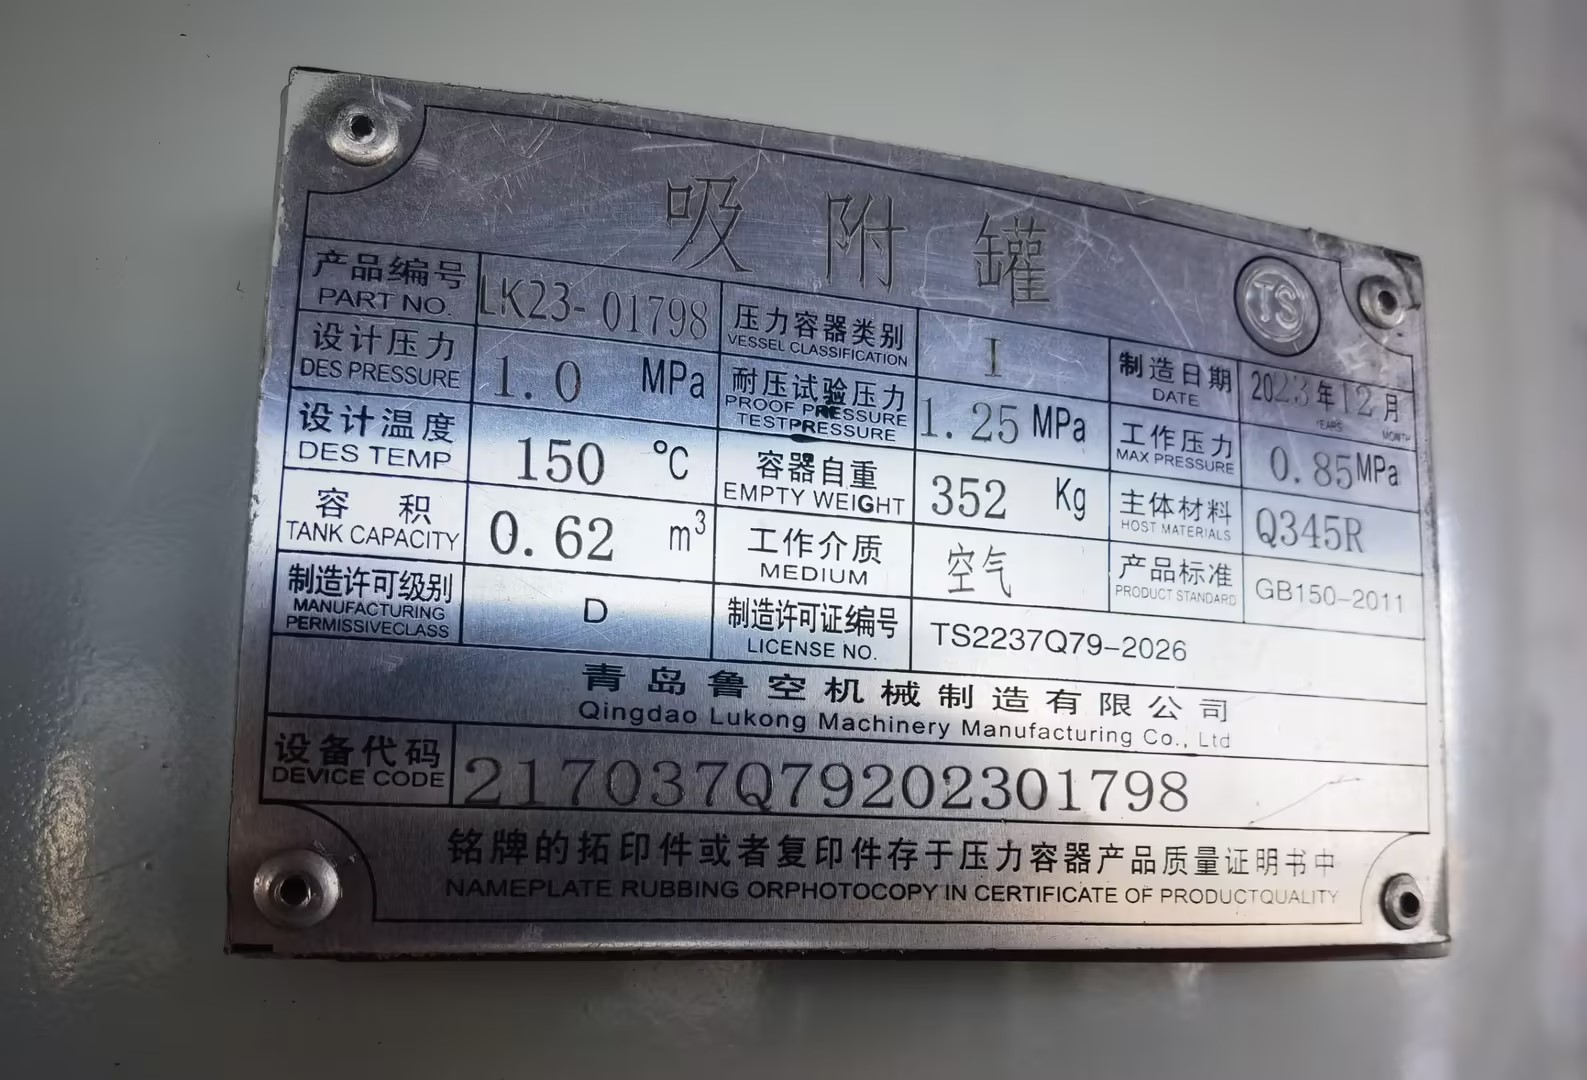 吸附罐
TS
产品编号 LK23-01798 压力容器类别 I 制造日期 2023年12月
PART NO. VESSEL CLASSIFICATION DATE YEARS MONTH
设计压力 1.0 MPa 耐压试验压力 1.25 MPa 工作压力 0.85MPa
DES PRESSURE PROOF PRESSURE MAX PRESSURE
TESTPRESSURE
设计温度 150 ℃ 容器自重 352 Kg 主体材料 Q345R
DES TEMP EMPTY WEIGHT HOST MATERIALS
容积 0.62 m³ 工作介质 空气 产品标准 GB150-2011
TANK CAPACITY MEDIUM PRODUCT STANDARD
制造许可级别 D 制造许可证编号 TS2237Q79-2026
MANUFACTURING LICENSE NO.
PERMISSIVECLASS
青岛鲁空机械制造有限公司
Qingdao Lukong Machinery Manufacturing Co., Ltd
设备代码 217037Q79202301798
DEVICE CODE
铭牌的拓印件或者复印件存于压力容器产品质量证明书中
NAMEPLATE RUBBING ORPHOTOCOPY IN CERTIFICATE OF PRODUCTQUALITY